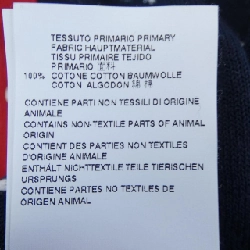 TESSUTO PRIMARIO PRIMARY
FABRIC HAUPTMATERIAL
TISSU PRIMAIRE TEJIDO
PRIMARIO
100% COTONE COTTON BAUMWOLLE
COTON ALGODON 綿 棉
CONTIENE PARTI NON TESSILI DI ORIGINE
ANIMALE
CONTAINS NON-TEXTILE PARTS OF ANIMAL
ORIGIN
CONTIENT DES PARTIES NON TEXTILES
D'ORIGINE ANIMALE
ENTHÄLT NICHTTEXTILE TEILE TIERISCHEN
URSPRUNGS
CONTIENE PARTES NO TEXTILES DE
ORIGEN ANIMAL